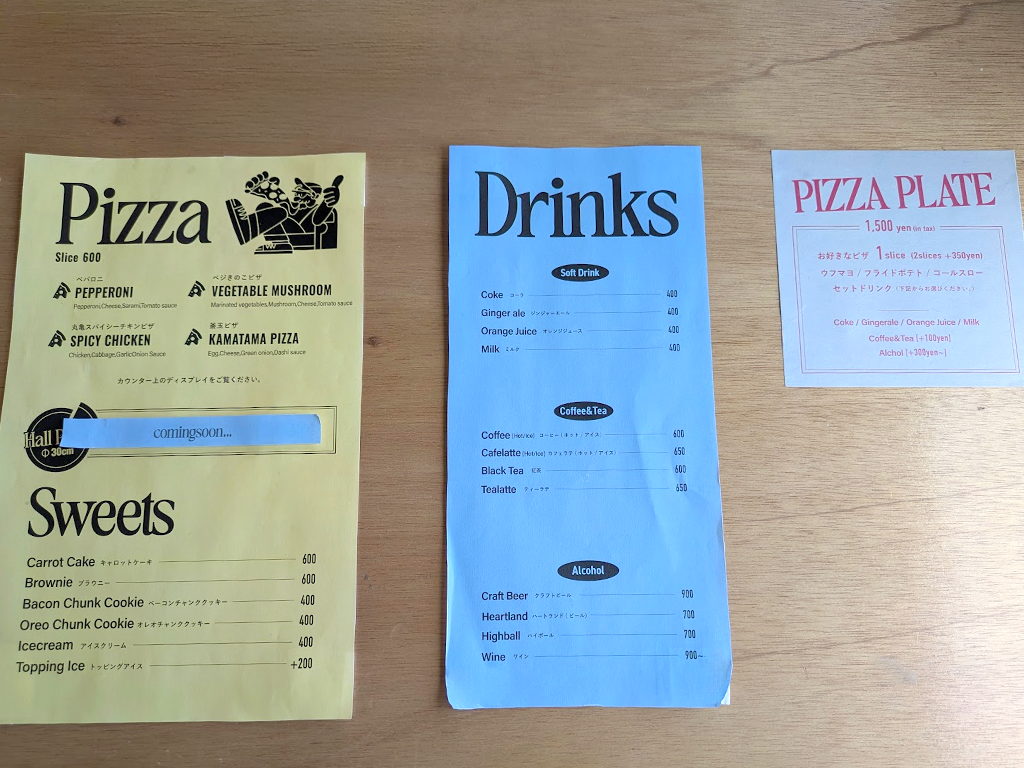 Pizza
Slice 600
ペパロニ
PEPPERONI
Pepperoni,Cheese,Sarami,Tomato sauce
ベジきのこピザ
VEGETABLE MUSHROOM
Marinated vegetables,Mushroom,Cheese,Tomato sauce
丸亀スパイシーチキンピザ
SPICY CHICKEN
Chicken,Cabbage,GarlicOnion Sauce
釜玉ピザ
KAMATAMA PIZZA
Egg,Cheese,Green onion,Dashi sauce
カウンター上のディスプレイをご覧ください。
Hall
Φ30cm
comingsoon...
Sweets
Carrot Cake キャロットケーキ 600
Brownie ブラウニー 600
Bacon Chunk Cookie ベーコンチャンククッキー 400
Oreo Chunk Cookie オレオチャンククッキー 400
Icecream アイスクリーム 400
Topping Ice トッピングアイス +200
Drinks
Soft Drink
Coke コーラ 400
Ginger ale ジンジャーエール 400
Orange Juice オレンジジュース 400
Milk ミルク 400
Coffee&Tea
Coffee (Hot/Ice) コーヒー(ホット/アイス) 600
Cafelatte (Hot/Ice) カフェラテ(ホット/アイス) 650
Black Tea 紅茶 600
Tealatte ティーラテ 650
Alcohol
Craft Beer クラフトビール 900
Heartland ハートランド(ビール) 700
Highball ハイボール 700
Wine ワイン 900~
PIZZA PLATE
1,500 yen (in tax)
お好きなピザ 1 slice (2slices +350yen)
ウフマヨ / フライドポテト / コールスロー
セットドリンク (下記からお選びください。)
Coke / Gingerale / Orange Juice / Milk
Coffee&Tea [+100yen]
Alchol [+300yen~]